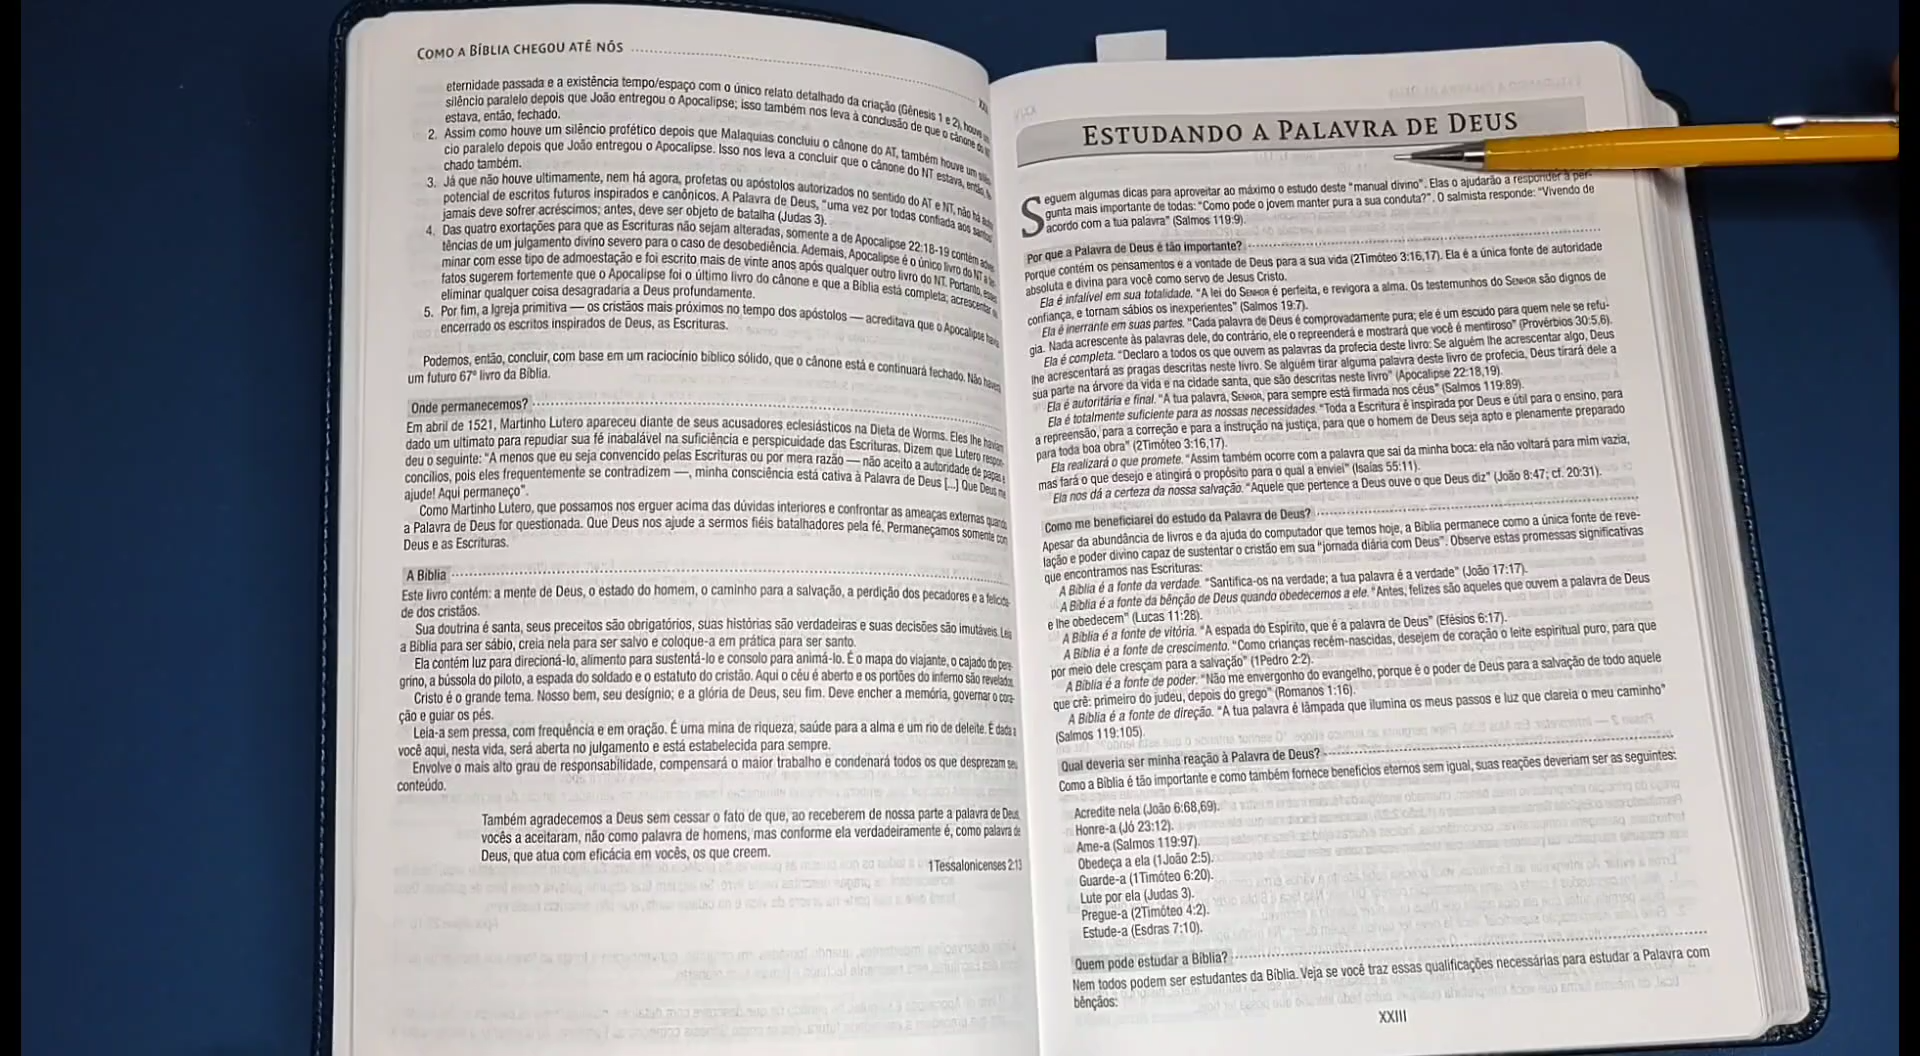 COMO A BÍBLIA CHEGOU ATÉ NÓS
eternidade passada e a existência tempo/espaço com o único relato detalhado da criação (Gênesis 1 e 2), houve
silêncio paralelo depois que João entregou o Apocalipse; isso também nos leva à conclusão de que o cânone do
estava, então, fechado.
2. Assim como houve um silêncio profético depois que Malaquias concluiu o cânone do AT, também houve um
cio paralelo depois que João entregou o Apocalipse. Isso nos leva a concluir que o cânone do NT estava, então,
chado também.
3. Já que não houve ultimamente, nem há agora, profetas ou apóstolos autorizados no sentido do AT e NT, não há
potencial de escritos futuros inspirados e canônicos. A Palavra de Deus, "uma vez por todas confiada aos santos
jamais deve sofrer acréscimos; antes, deve ser objeto de batalha (Judas 3).
4. Das quatro exortações para que as Escrituras não sejam alteradas, somente a de Apocalipse 22:18-19 contém
tências de um julgamento divino severo para o caso de desobediência. Ademais, Apocalipse é o único livro do NT a
minar com esse tipo de admoestação e foi escrito mais de vinte anos após qualquer outro livro do NT. Portanto, esses
fatos sugerem fortemente que o Apocalipse foi o último livro do cânone e que a Bíblia está completa; acrescentar
eliminar qualquer coisa desagradaria a Deus profundamente.
5. Por fim, a Igreja primitiva — os cristãos mais próximos no tempo dos apóstolos — acreditava que o Apocalipse
encerrado os escritos inspirados de Deus, as Escrituras.
Podemos, então, concluir, com base em um raciocínio bíblico sólido, que o cânone está e continuará fechado. Não
um futuro 67º livro da Bíblia.
Onde permanecemos?
Em abril de 1521, Martinho Lutero apareceu diante de seus acusadores eclesiásticos na Dieta de Worms. Eles lhe haviam
dado um ultimato para repudiar sua fé inabalável na suficiência e perspicuidade das Escrituras. Dizem que Lutero respon-
deu o seguinte: "A menos que eu seja convencido pelas Escrituras ou por mera razão — não aceito a autoridade de papas e
concílios, pois eles frequentemente se contradizem —, minha consciência está cativa à Palavra de Deus [...] Que Deus me
ajude! Aqui permaneço".
Como Martinho Lutero, que possamos nos erguer acima das dúvidas interiores e confrontar as ameaças externas quando
a Palavra de Deus for questionada. Que Deus nos ajude a sermos fiéis batalhadores pela fé. Permaneçamos somente com
Deus e as Escrituras.
A Bíblia
Este livro contém: a mente de Deus, o estado do homem, o caminho para a salvação, a perdição dos pecadores e a felicida-
de dos cristãos.
Sua doutrina é santa, seus preceitos são obrigatórios, suas histórias são verdadeiras e suas decisões são imutáveis. Leia
a Bíblia para ser sábio, creia nela para ser salvo e coloque-a em prática para ser santo.
Ela contém luz para direcioná-lo, alimento para sustentá-lo e consolo para animá-lo. É o mapa do viajante, o cajado do pere-
grino, a bússola do piloto, a espada do soldado e o estatuto do cristão. Aqui o céu é aberto e os portões do inferno são revelados.
Cristo é o grande tema. Nosso bem, seu desígnio; e a glória de Deus, seu fim. Deve encher a memória, governar o cora-
ção e guiar os pés.
Leia-a sem pressa, com frequência e em oração. É uma mina de riqueza, saúde para a alma e um rio de deleite. É dada a
você aqui, nesta vida, será aberta no julgamento e está estabelecida para sempre.
Envolve o mais alto grau de responsabilidade, compensará o maior trabalho e condenará todos os que desprezam seu
conteúdo.
Também agradecemos a Deus sem cessar o fato de que, ao receberem de nossa parte a palavra de Deus,
vocês a aceitaram, não como palavra de homens, mas conforme ela verdadeiramente é, como palavra de
Deus, que atua com eficácia em vocês, os que creem.
1Tessalonicenses 2:13
ESTUDANDO A PALAVRA DE DEUS
Seguem algumas dicas para aproveitar ao máximo o estudo deste "manual divino". Elas o ajudarão a responder à per-
gunta mais importante de todas: "Como pode o jovem manter pura a sua conduta?". O salmista responde: "Vivendo de
acordo com a tua palavra" (Salmos 119:9).
Por que a Palavra de Deus é tão importante?
Porque contém os pensamentos e a vontade de Deus para a sua vida (2Timóteo 3:16,17). Ela é a única fonte de autoridade
absoluta e divina para você como servo de Jesus Cristo.
Ela é infalível em sua totalidade. "A lei do SENHOR é perfeita, e revigora a alma. Os testemunhos do SENHOR são dignos de
confiança, e tornam sábios os inexperientes" (Salmos 19:7).
Ela é inerrante em suas partes. "Cada palavra de Deus é comprovadamente pura; ele é um escudo para quem nele se refu-
gia. Nada acrescente às palavras dele, do contrário, ele o repreenderá e mostrará que você é mentiroso" (Provérbios 30:5,6).
Ela é completa. "Declaro a todos os que ouvem as palavras da profecia deste livro: Se alguém lhe acrescentar algo, Deus
lhe acrescentará as pragas descritas neste livro. Se alguém tirar alguma palavra deste livro de profecia, Deus tirará dele a
sua parte na árvore da vida e na cidade santa, que são descritas neste livro" (Apocalipse 22:18,19).
Ela é autoritária e final. "A tua palavra, SENHOR, para sempre está firmada nos céus" (Salmos 119:89).
Ela é totalmente suficiente para as nossas necessidades. "Toda a Escritura é inspirada por Deus e útil para o ensino, para
a repreensão, para a correção e para a instrução na justiça, para que o homem de Deus seja apto e plenamente preparado
para toda boa obra" (2Timóteo 3:16,17).
Ela realizará o que promete. "Assim também ocorre com a palavra que sai da minha boca: ela não voltará para mim vazia,
mas fará o que desejo e atingirá o propósito para o qual a enviei" (Isaías 55:11).
Ela nos dá a certeza da nossa salvação. "Aquele que pertence a Deus ouve o que Deus diz" (João 8:47; cf. 20:31).
Como me beneficiarei do estudo da Palavra de Deus?
Apesar da abundância de livros e da ajuda do computador que temos hoje, a Bíblia permanece como a única fonte de reve-
lação e poder divino capaz de sustentar o cristão em sua "jornada diária com Deus". Observe estas promessas significativas
que encontramos nas Escrituras:
A Bíblia é a fonte da verdade. "Santifica-os na verdade; a tua palavra é a verdade" (João 17:17).
A Bíblia é a fonte da bênção de Deus quando obedecemos a ele. "Antes, felizes são aqueles que ouvem a palavra de Deus
e lhe obedecem" (Lucas 11:28).
A Bíblia é a fonte de vitória. "A espada do Espírito, que é a palavra de Deus" (Efésios 6:17).
A Bíblia é a fonte de crescimento. "Como crianças recém-nascidas, desejem de coração o leite espiritual puro, para que
por meio dele cresçam para a salvação" (1Pedro 2:2).
A Bíblia é a fonte de poder. "Não me envergonho do evangelho, porque é o poder de Deus para a salvação de todo aquele
que crê: primeiro do judeu, depois do grego" (Romanos 1:16).
A Bíblia é a fonte de direção. "A tua palavra é lâmpada que ilumina os meus passos e luz que clareia o meu caminho"
(Salmos 119:105).
Qual deveria ser minha reação à Palavra de Deus?
Como a Bíblia é tão importante e como também fornece benefícios eternos sem igual, suas reações deveriam ser as seguintes:
Acredite nela (João 6:68,69).
Honre-a (Jó 23:12).
Ame-a (Salmos 119:97).
Obedeça a ela (1João 2:5).
Guarde-a (1Timóteo 6:20).
Lute por ela (Judas 3).
Pregue-a (2Timóteo 4:2).
Estude-a (Esdras 7:10).
Quem pode estudar a Bíblia?
Nem todos podem ser estudantes da Bíblia. Veja se você traz essas qualificações necessárias para estudar a Palavra com
bênçãos:
XXIII